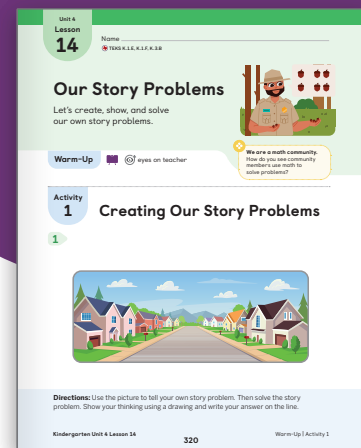 Unit 4
Lesson
14
Name
TEKS K.1.E, K.1.F, K.3.B
Our Story Problems
Let's create, show, and solve
our own story problems.
We are a math community.
How do you see community
members use math to
solve problems?
Warm-Up
eyes on teacher
Activity
1
Creating Our Story Problems
1
Directions: Use the picture to tell your own story problem. Then solve the story
problem. Show your thinking using a drawing and write your answer on the line.
Kindergarten Unit 4 Lesson 14
320
Warm-Up | Activity 1